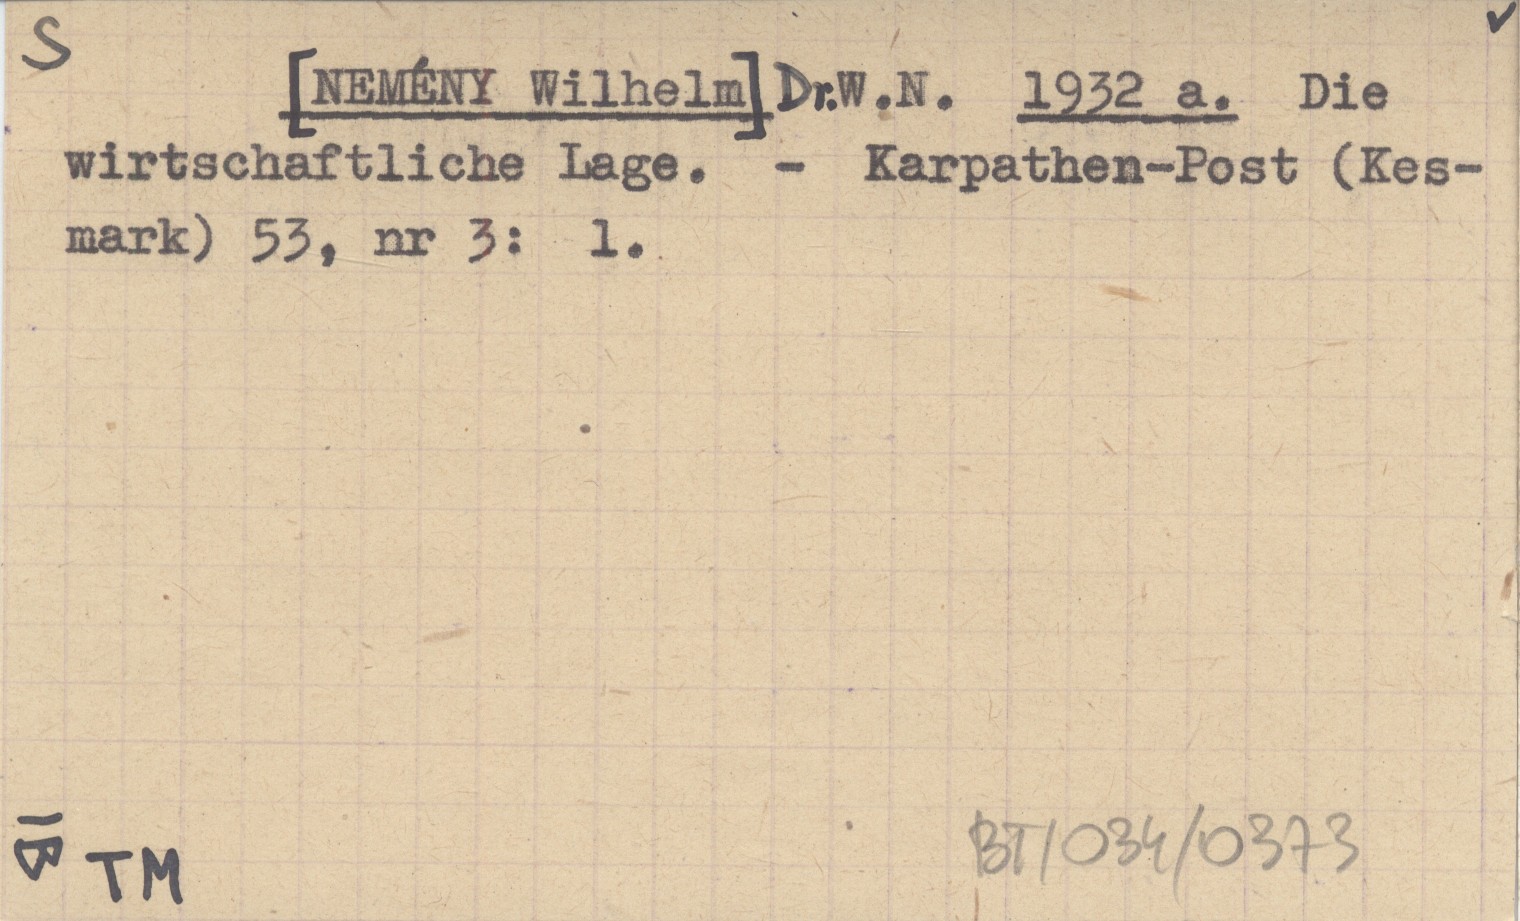 S
[NEMÉNY Wilhelm] Dr.W.N. 1932 a. Die
wirtschaftliche Lage. - Karpathen-Post (Kes-
mark) 53, nr 3: 1.
TM
BT/034/0373